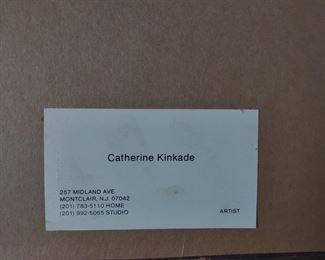 Catherine Kinkade
257 MIDLAND AVE.
MONTCLAIR, N.J. 07042
(201) 783-5110 HOME
(201) 992-5065 STUDIO
ARTIST